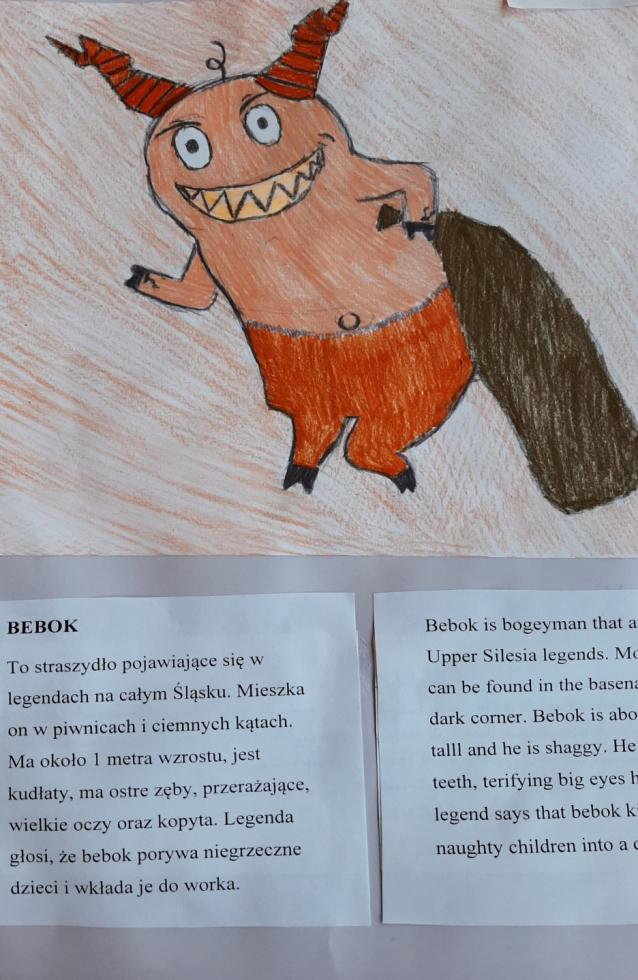 BEBOK
To straszydło pojawiające się w
legendach na całym Śląsku. Mieszka
on w piwnicach i ciemnych kątach.
Ma około 1 metra wzrostu, jest
kudłaty, ma ostre zęby, przerażające,
wielkie oczy oraz kopyta. Legenda
głosi, że bebok porywa niegrzeczne
dzieci i wkłada je do worka.
Bebok is bogeyman that
Upper Silesia legends.
can be found in the
dark corner. Bebok is
talll and he is shaggy. He
teeth, terifying big eyes
legend says that bebok
naughty children into a